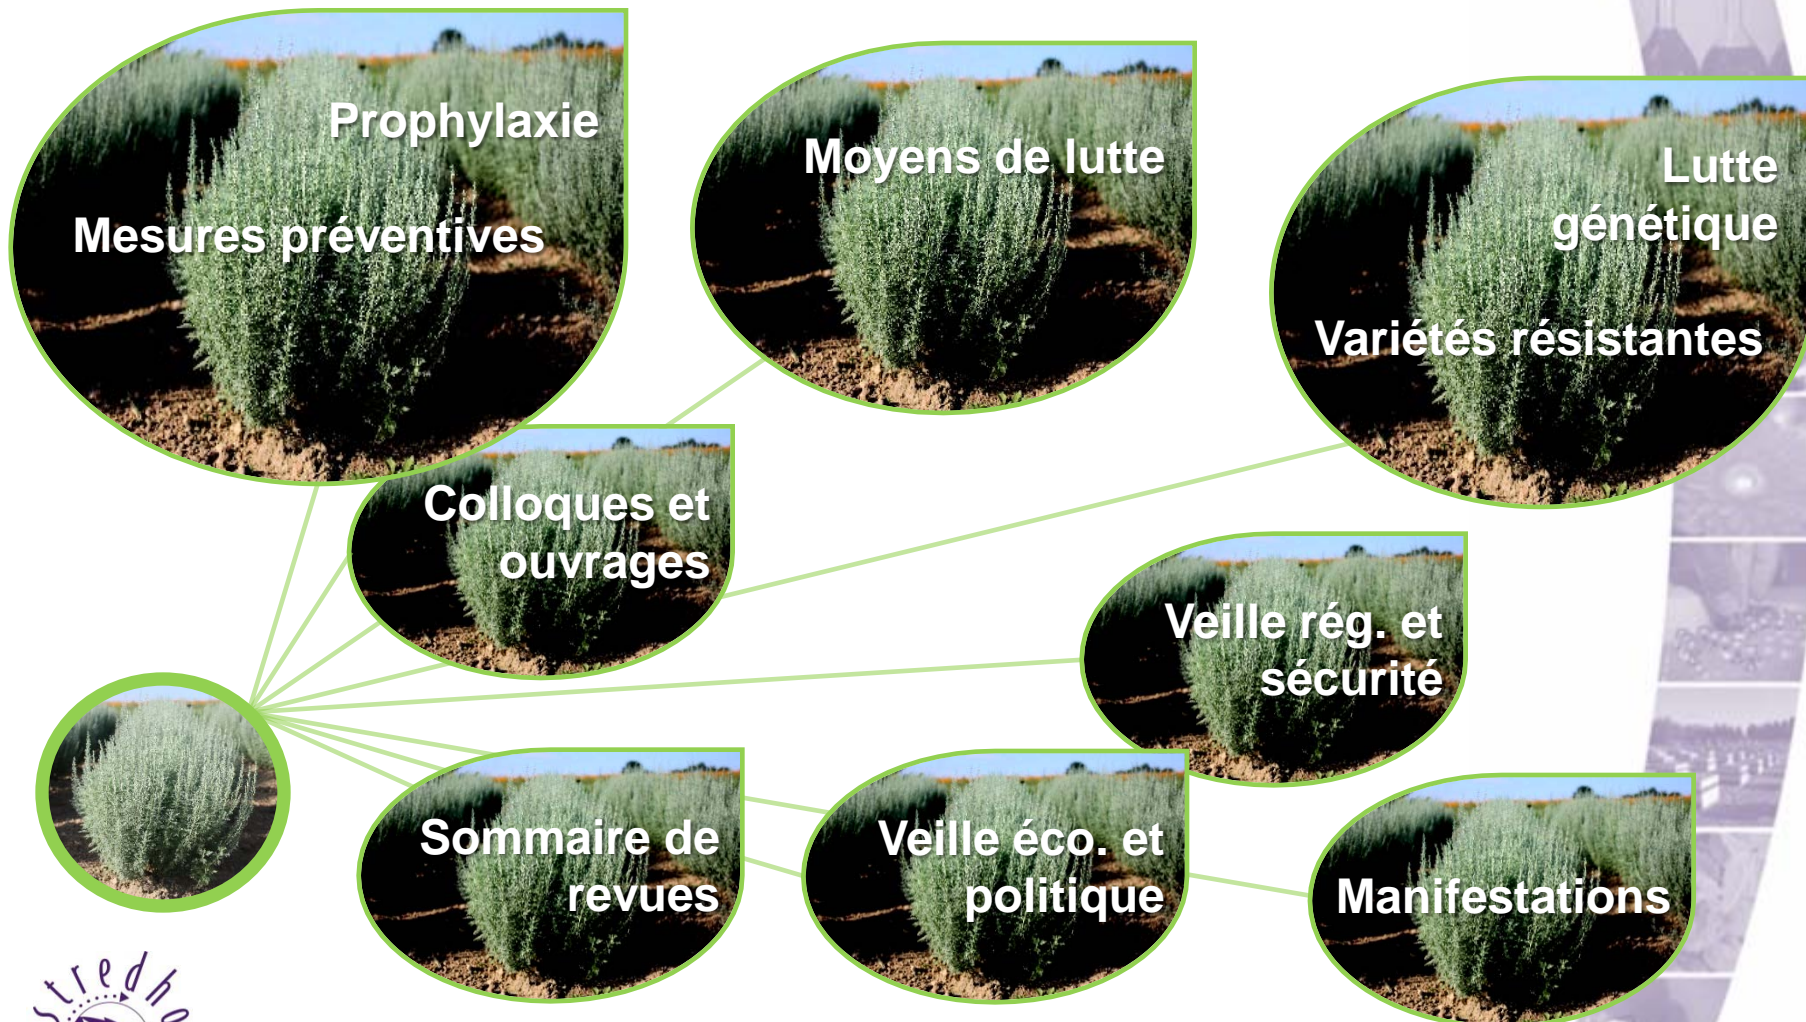 Prophylaxie
Mesures préventives
Moyens de lutte
Lutte
génétique
Variétés résistantes
Colloques et
ouvrages
Veille rég. et
sécurité
Sommaire de
revues
Veille éco. et
politique
Manifestations